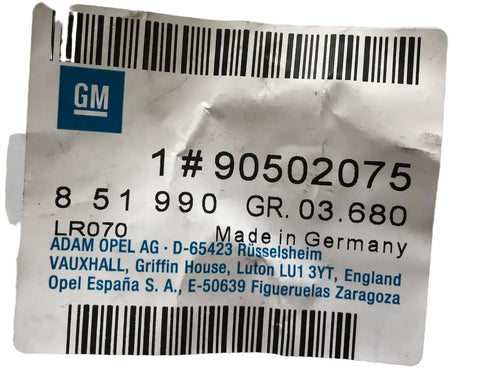 GM
1 # 90502075
8 51 990 GR. 03.680
LR070 Made in Germany
ADAM OPEL AG · D-65423 Rüsselsheim
VAUXHALL, Griffin House, Luton LU1 3YT, England
Opel España S. A., E-50639 Figueruelas Zaragoza